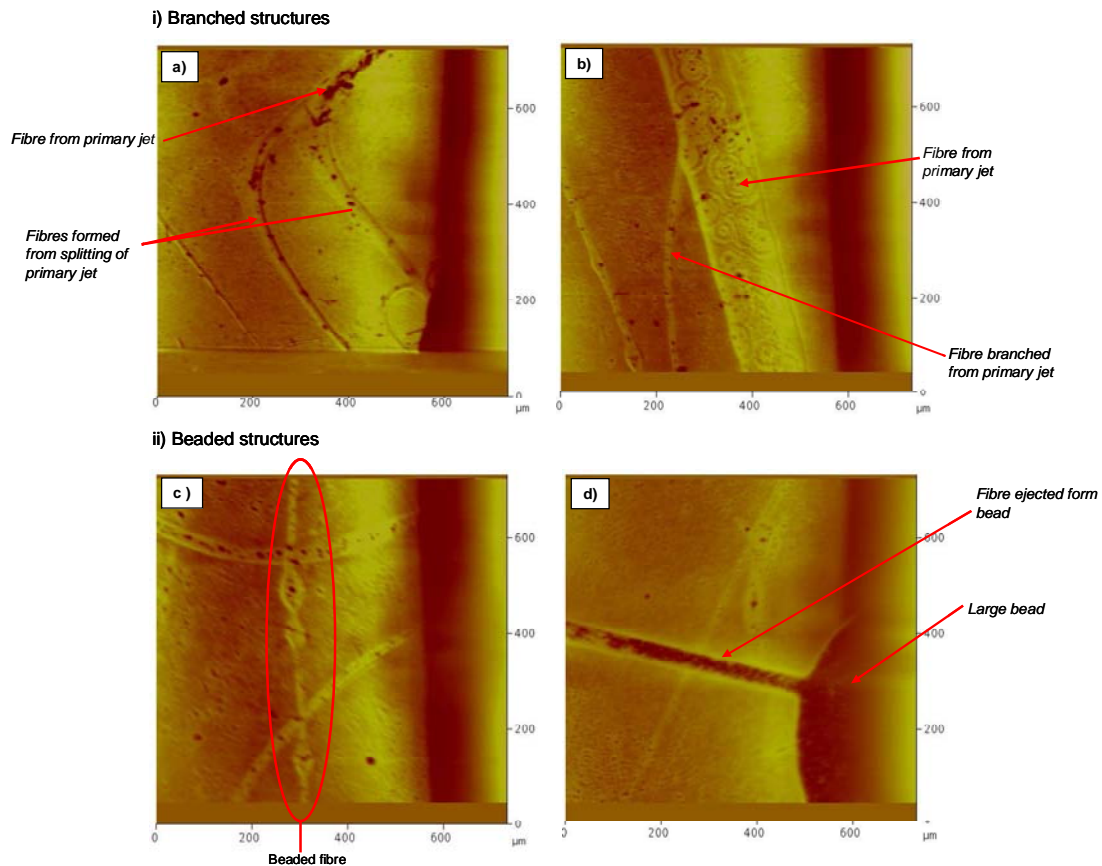 i) Branched structures
a)
b)
Fibre from primary jet
Fibres formed
from splitting of
primary jet
600
400
200
0
0
200
400
600
µm
Fibre from
primary jet
Fibre branched
from primary jet
600
400
200
0
0
200
400
600
µm
ii) Beaded structures
c )
d)
600
400
200
0
0
200
400
600
µm
Beaded fibre
Fibre ejected form
bead
Large bead
600
400
200
0
0
200
400
600
µm